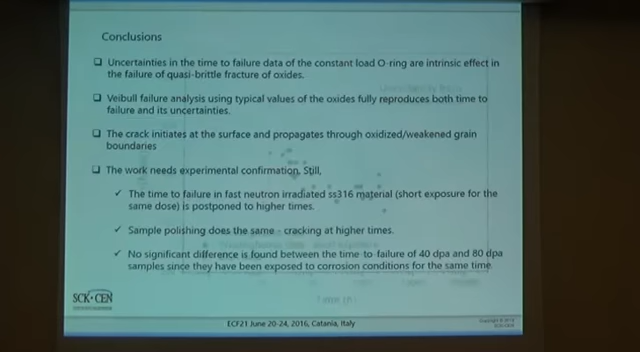 Conclusions
Uncertainties in the time to failure data of the constant load O-ring are intrinsic effect in
the failure of quasi-brittle fracture of oxides.
Veibull failure analysis using typical values of the oxides fully reproduces both time to
failure and its uncertainties.
The crack initiates at the surface and propagates through oxidized/weakened grain
boundaries
The work needs experimental confirmation. Still,
The time to failure in fast neutron irradiated ss316 material (short exposure for the
same dose) is postponed to higher times.
Sample polishing does the same - cracking at higher times.
No significant difference is found between the time-to-failure of 40 dpa and 80 dpa
samples since they have been exposed to corrosion conditions for the same time.
SCK•CEN
ECF21 June 20-24, 2016, Catania, Italy